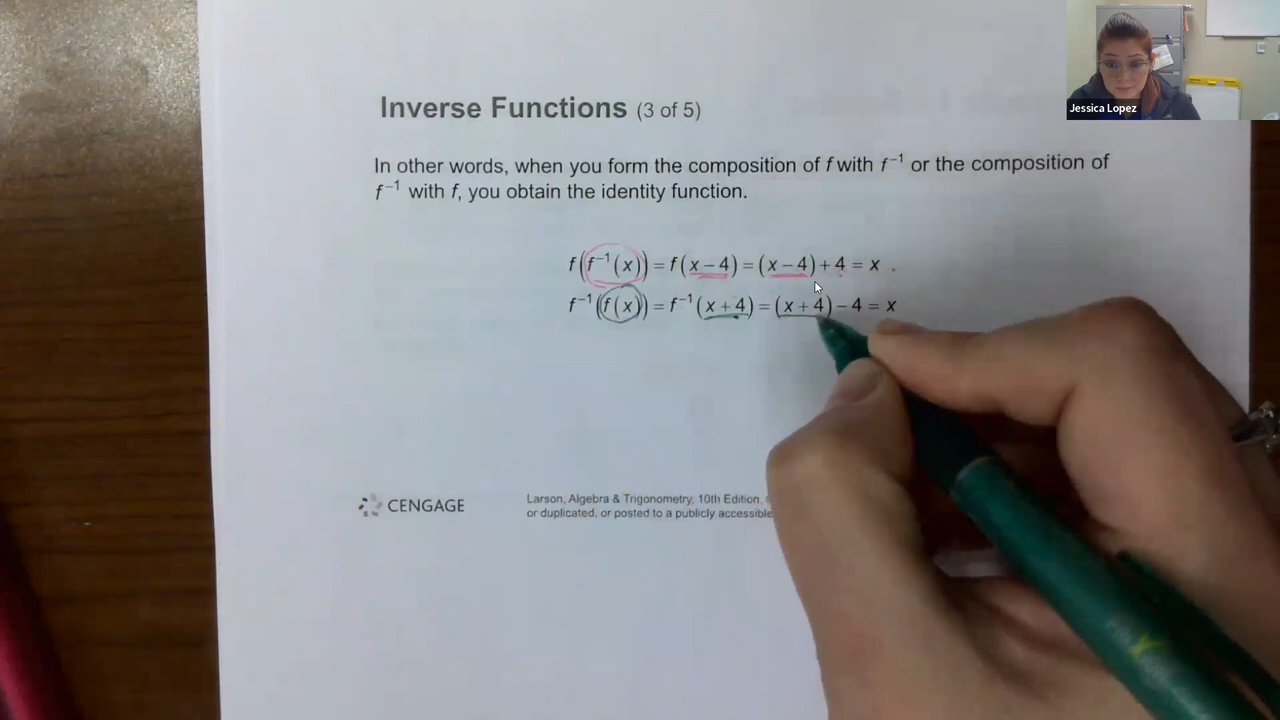 Jessica Lopez
Inverse Functions (3 of 5)
In other words, when you form the composition of f with f⁻¹ or the composition of
f⁻¹ with f, you obtain the identity function.
f(f⁻¹(x)) = f(x − 4) = (x − 4) + 4 = x
f⁻¹(f(x)) = f⁻¹(x + 4) = (x + 4) − 4 = x
CENGAGE
Larson, Algebra & Trigonometry, 10th Edition.
or duplicated, or posted to a publicly accessible